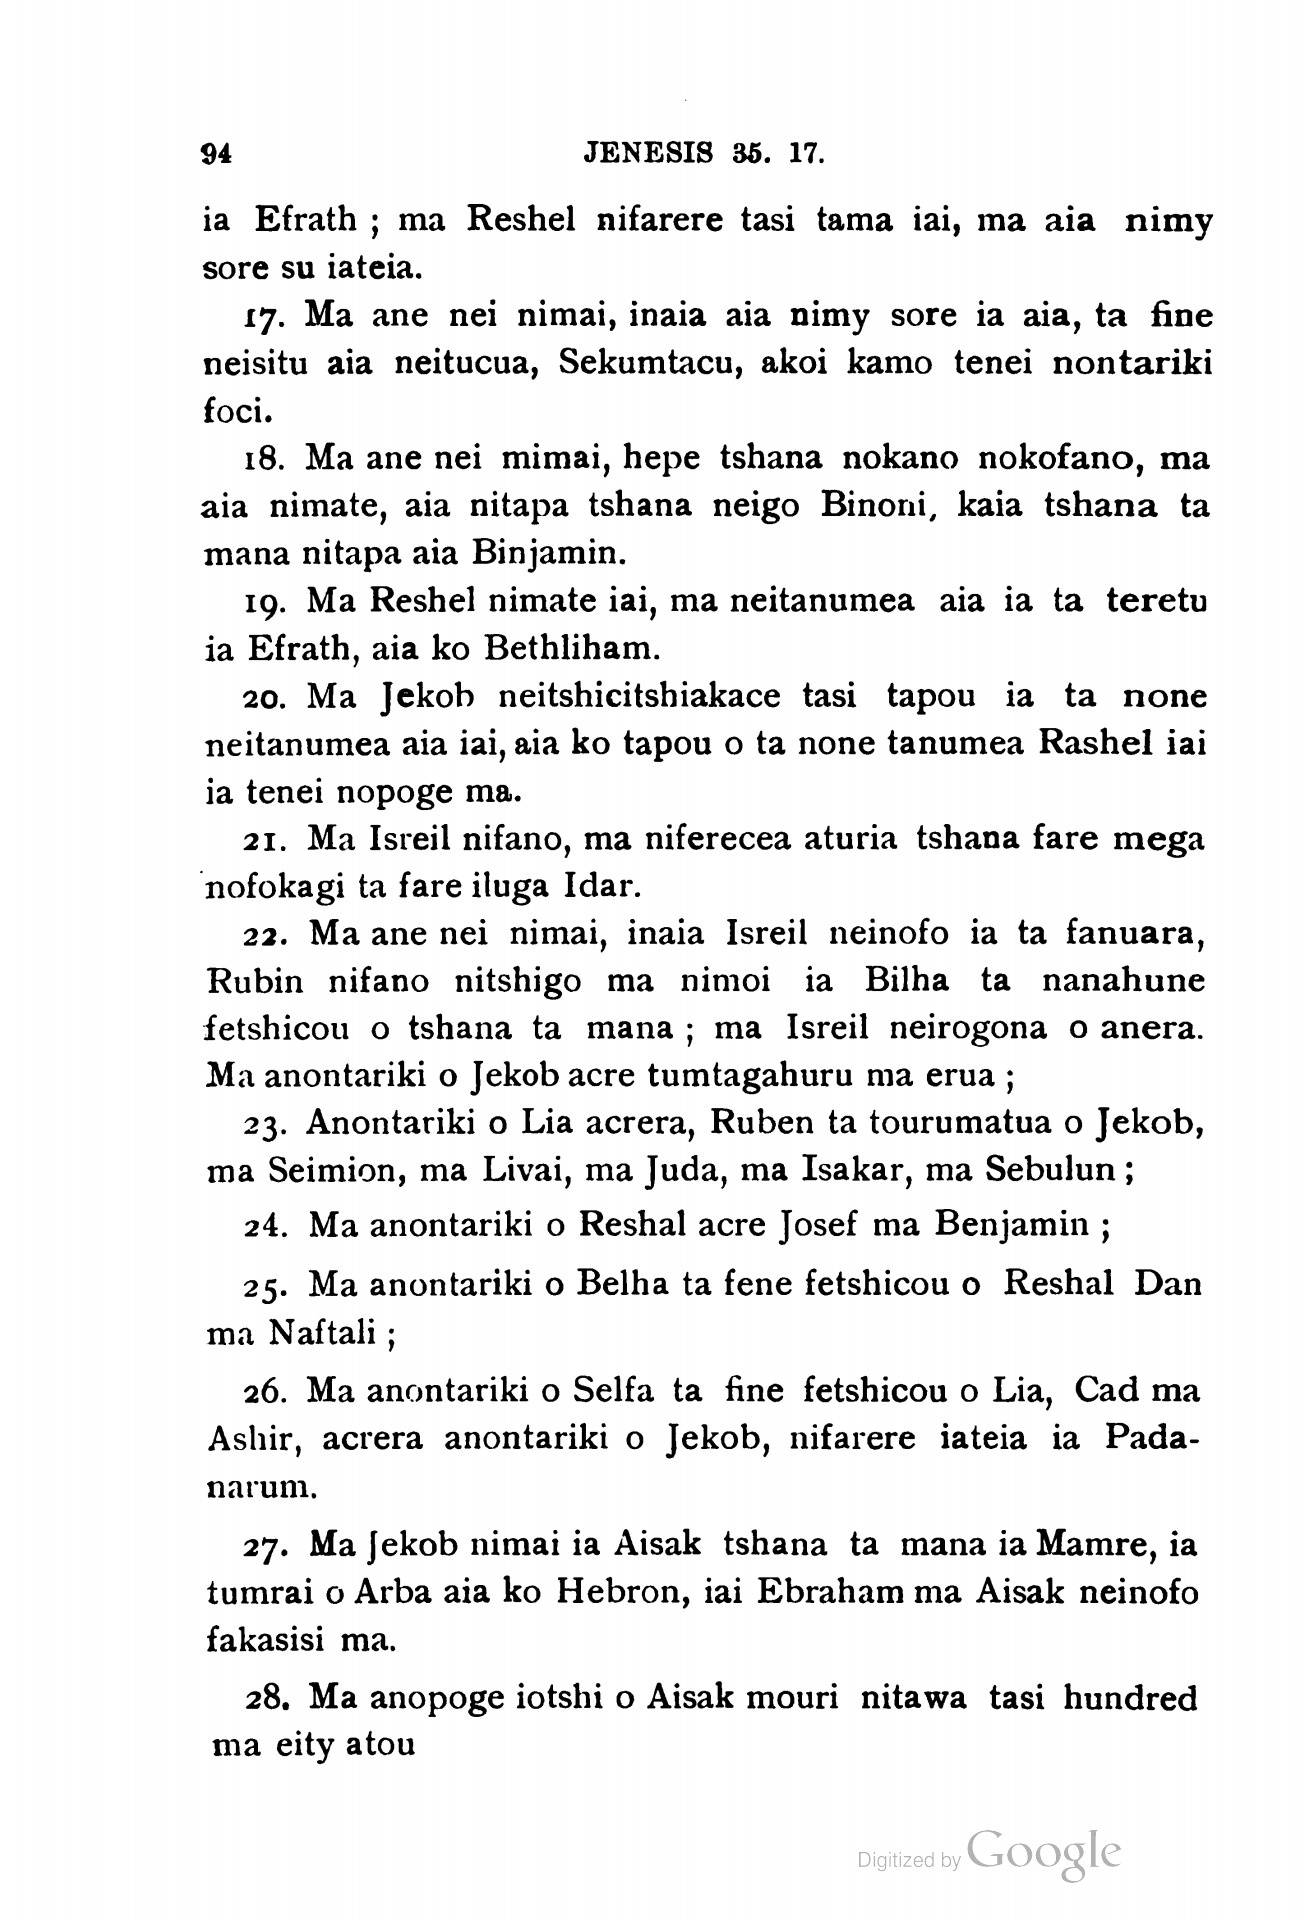 94 JENESIS 35. 17.
ia Efrath ; ma Reshel nifarere tasi tama iai, ma aia nimy
sore su iateia.
17. Ma ane nei nimai, inaia aia nimy sore ia aia, ta fine
neisitu aia neitucua, Sekumtacu, akoi kamo tenei nontariki
foci.
18. Ma ane nei mimai, hepe tshana nokano nokofano, ma
aia nimate, aia nitapa tshana neigo Binoni, kaia tshana ta
mana nitapa aia Binjamin.
19. Ma Reshel nimate iai, ma neitanumea aia ia ta teretu
ia Efrath, aia ko Bethliham.
20. Ma Jekob neitshicitshiakace tasi tapou ia ta none
neitanumea aia iai, aia ko tapou o ta none tanumea Rashel iai
ia tenei nopoge ma.
21. Ma Isreil nifano, ma niferecea aturia tshana fare mega
nofokagi ta fare iluga Idar.
22. Ma ane nei nimai, inaia Isreil neinofo ia ta fanuara,
Rubin nifano nitshigo ma nimoi ia Bilha ta nanahune
fetshicou o tshana ta mana ; ma Isreil neirogona o anera.
Ma anontariki o Jekob acre tumtagahuru ma erua ;
23. Anontariki o Lia acrera, Ruben ta tourumatua o Jekob,
ma Seimion, ma Livai, ma Juda, ma Isakar, ma Sebulun ;
24. Ma anontariki o Reshal acre Josef ma Benjamin ;
25. Ma anontariki o Belha ta fene fetshicou o Reshal Dan
ma Naftali ;
26. Ma anontariki o Selfa ta fine fetshicou o Lia, Cad ma
Ashir, acrera anontariki o Jekob, nifarere iateia ia Pada-
narum.
27. Ma Jekob nimai ia Aisak tshana ta mana ia Mamre, ia
tumrai o Arba aia ko Hebron, iai Ebraham ma Aisak neinofo
fakasisi ma.
28. Ma anopoge iotshi o Aisak mouri nitawa tasi hundred
ma eity atou
Digitized by Google